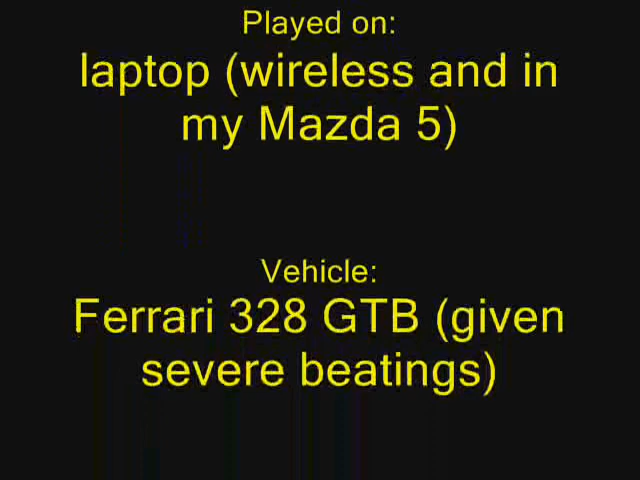 Played on:
laptop (wireless and in
my Mazda 5)
Vehicle:
Ferrari 328 GTB (given
severe beatings)